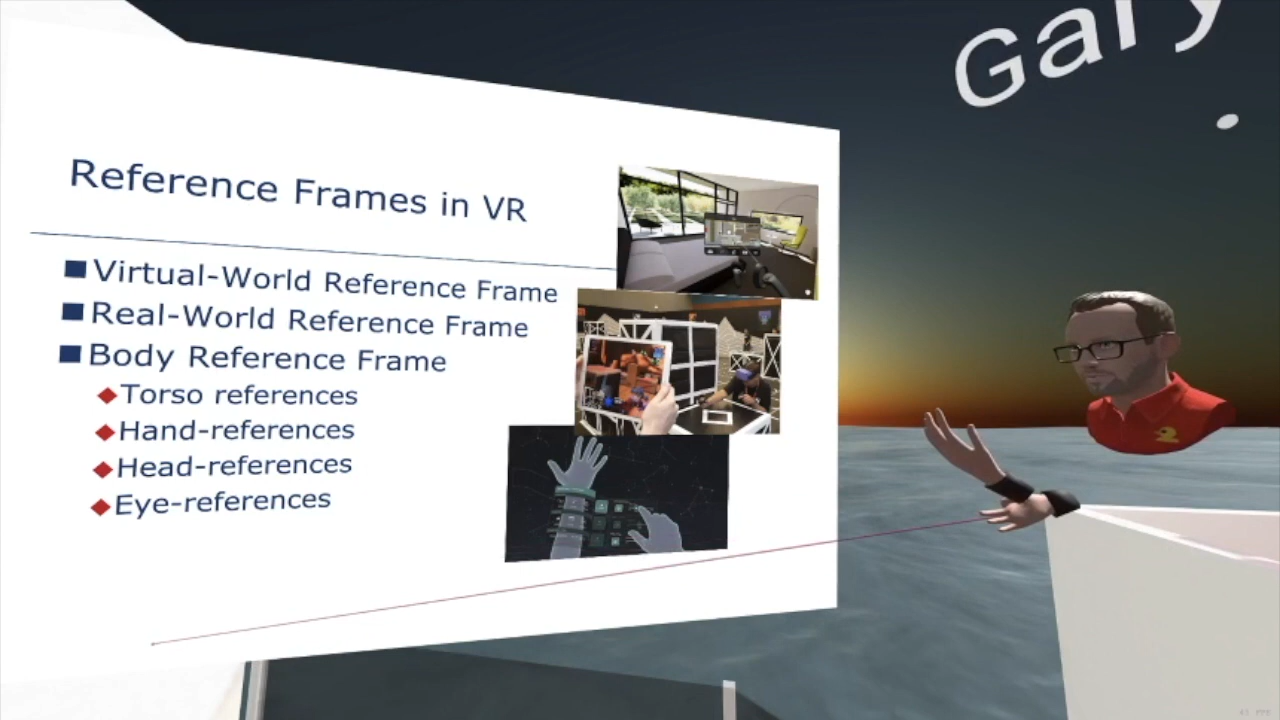 Gary
Reference Frames in VR
Virtual-World Reference Frame
Real-World Reference Frame
Body Reference Frame
Torso references
Hand-references
Head-references
Eye-references